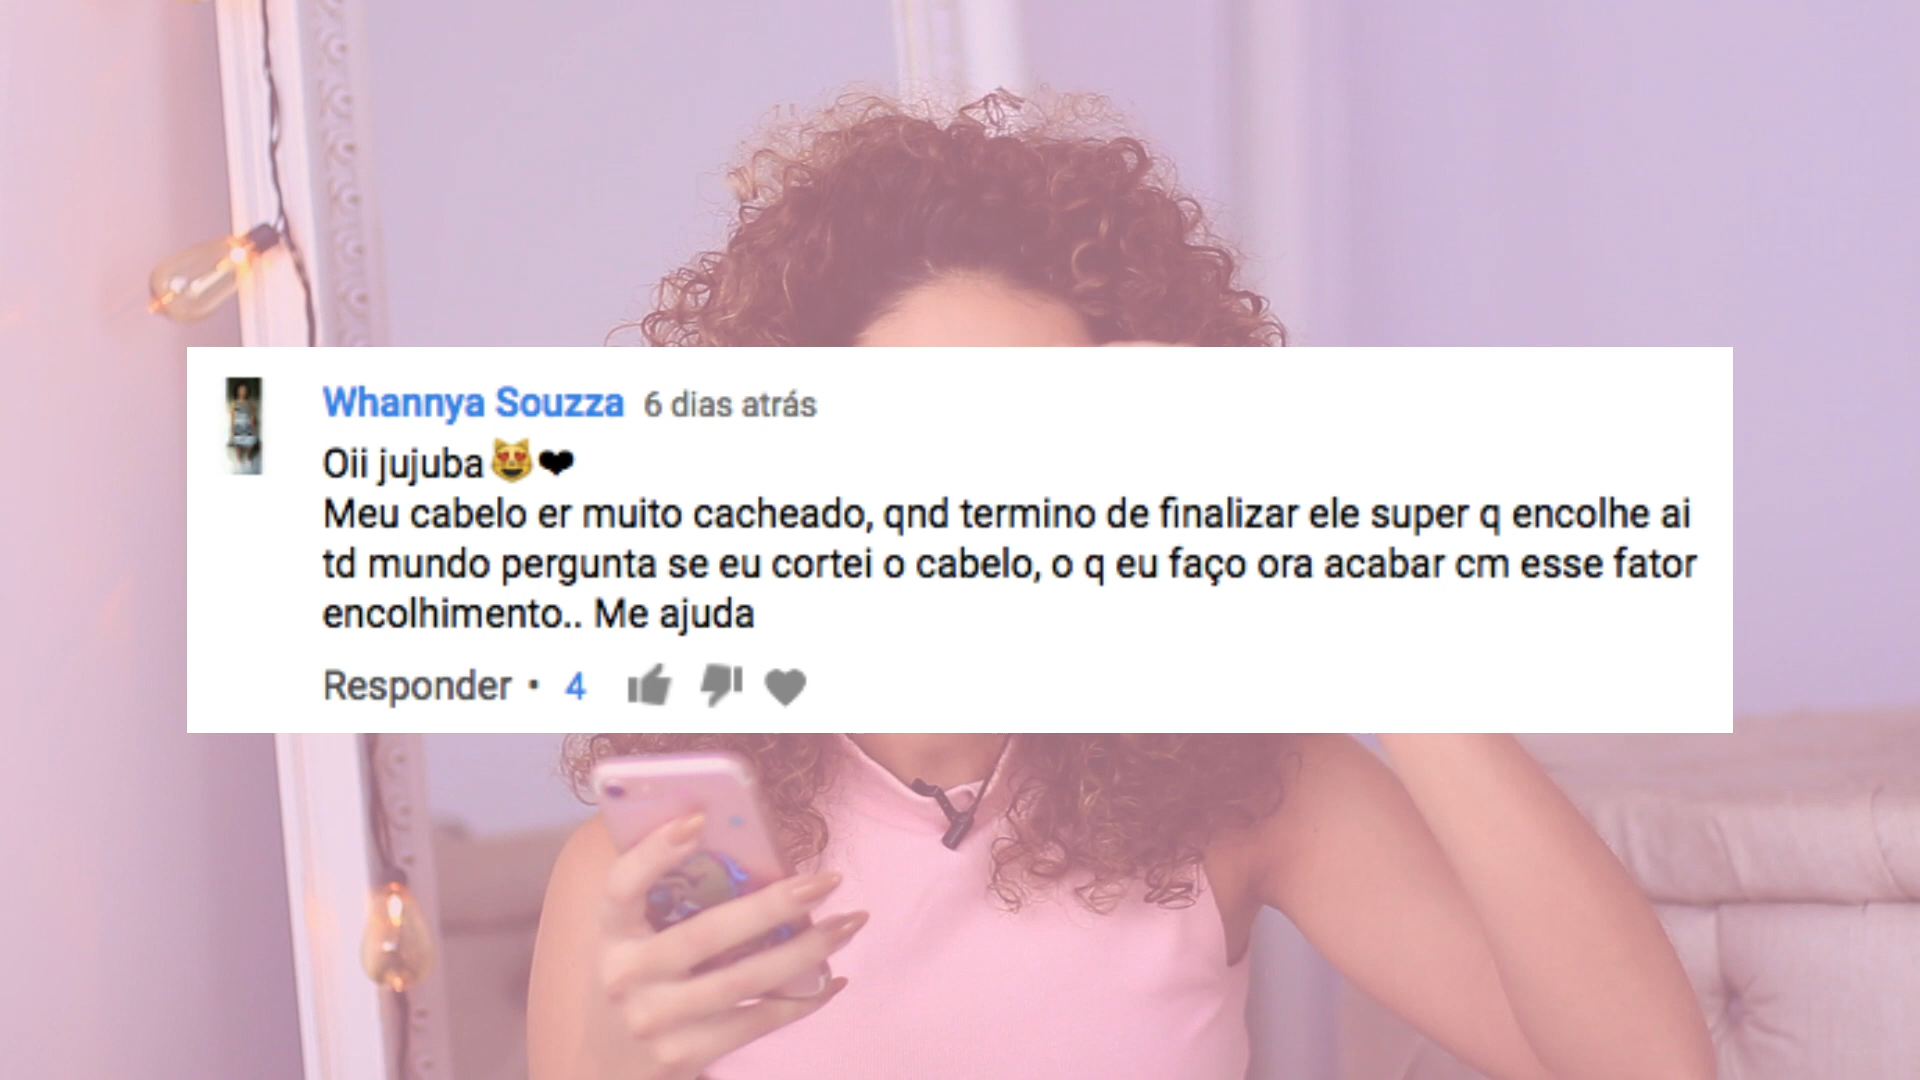 Whannya Souzza 6 dias atrás
Oii jujuba😻❤
Meu cabelo er muito cacheado, qnd termino de finalizar ele super q encolhe ai
td mundo pergunta se eu cortei o cabelo, o q eu faço ora acabar cm esse fator
encolhimento.. Me ajuda
Responder • 4